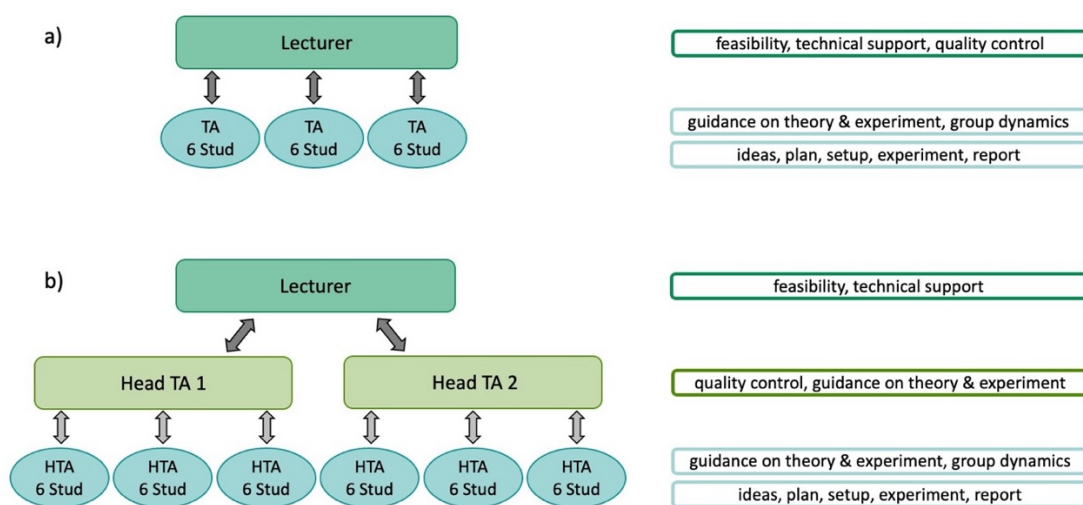 a)
Lecturer
feasibility, technical support, quality control
TA
6 Stud
TA
6 Stud
TA
6 Stud
guidance on theory & experiment, group dynamics
ideas, plan, setup, experiment, report
b)
Lecturer
feasibility, technical support
Head TA 1
Head TA 2
quality control, guidance on theory & experiment
HTA
6 Stud
HTA
6 Stud
HTA
6 Stud
HTA
6 Stud
HTA
6 Stud
HTA
6 Stud
guidance on theory & experiment, group dynamics
ideas, plan, setup, experiment, report